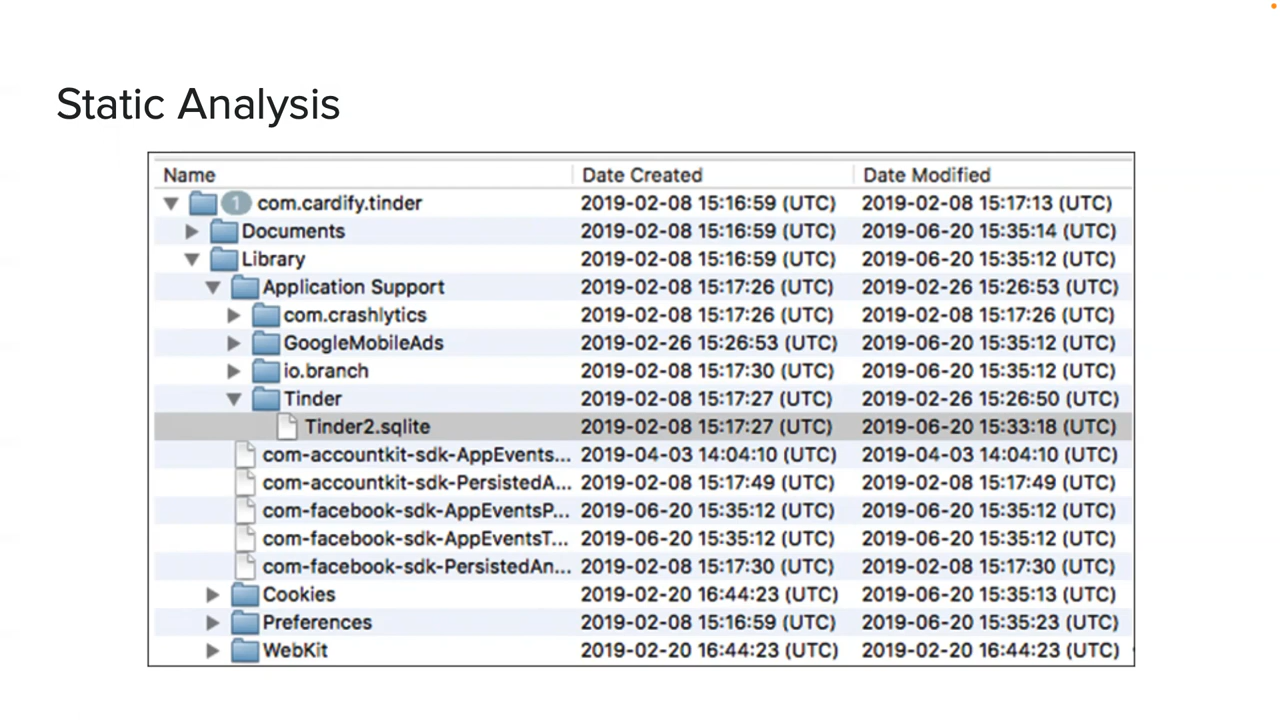 Static Analysis
Name Date Created Date Modified
1 com.cardify.tinder 2019-02-08 15:16:59 (UTC) 2019-02-08 15:17:13 (UTC)
Documents 2019-02-08 15:16:59 (UTC) 2019-06-20 15:35:14 (UTC)
Library 2019-02-08 15:16:59 (UTC) 2019-06-20 15:35:12 (UTC)
Application Support 2019-02-08 15:17:26 (UTC) 2019-02-26 15:26:53 (UTC)
com.crashlytics 2019-02-08 15:17:26 (UTC) 2019-02-08 15:17:26 (UTC)
GoogleMobileAds 2019-02-26 15:26:53 (UTC) 2019-06-20 15:35:12 (UTC)
io.branch 2019-02-08 15:17:30 (UTC) 2019-06-20 15:35:12 (UTC)
Tinder 2019-02-08 15:17:27 (UTC) 2019-02-26 15:26:50 (UTC)
Tinder2.sqlite 2019-02-08 15:17:27 (UTC) 2019-06-20 15:33:18 (UTC)
com-accountkit-sdk-AppEvents... 2019-04-03 14:04:10 (UTC) 2019-04-03 14:04:10 (UTC)
com-accountkit-sdk-PersistedA... 2019-02-08 15:17:49 (UTC) 2019-02-08 15:17:49 (UTC)
com-facebook-sdk-AppEventsP... 2019-06-20 15:35:12 (UTC) 2019-06-20 15:35:12 (UTC)
com-facebook-sdk-AppEventsT... 2019-06-20 15:35:12 (UTC) 2019-06-20 15:35:12 (UTC)
com-facebook-sdk-PersistedAn... 2019-02-08 15:17:30 (UTC) 2019-02-08 15:17:30 (UTC)
Cookies 2019-02-20 16:44:23 (UTC) 2019-06-20 15:35:13 (UTC)
Preferences 2019-02-08 15:16:59 (UTC) 2019-06-20 15:35:23 (UTC)
WebKit 2019-02-20 16:44:23 (UTC) 2019-02-20 16:44:23 (UTC)